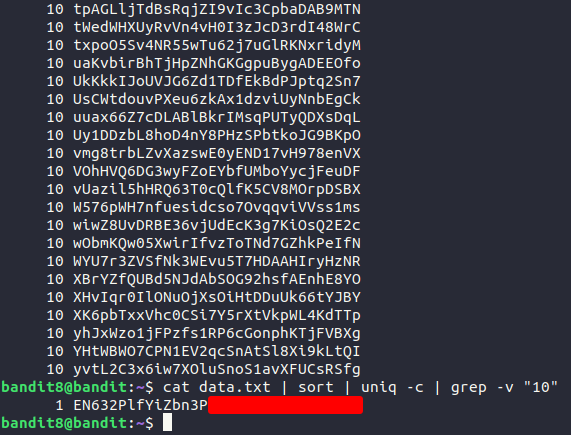 10 tpAGLljTdBsRqjZI9vIc3CpbaDAB9MTN
10 tWedWHXUyRvVn4vH0I3zJcD3rdI48WrC
10 txpoO5Sv4NR55wTu62j7uGlRKNxridyM
10 uaKvbirBhTjHpZNhGKGgpuBygADEEOfo
10 UkKkkIJoUVJG6Zd1TDfEkBdPJptq2Sn7
10 UsCWtdouvPXeu6zkAx1dzviUyNnbEgCk
10 uuax66Z7cDLABlBkrIMsqPUTyQDXsDqL
10 Uy1DDzbL8hoD4nY8PHzSPbtkoJG9BKpO
10 vmg8trbLZvXazswE0yEND17vH978enVX
10 VOhHVQ6DG3wyFZoEYbfUMboYycjFeuDF
10 vUazil5hHRQ63T0cQlfK5CV8MOrpDSBX
10 W576pWH7nfuesidcso7OvqqviVVss1ms
10 wiwZ8UvDRBE36vjUdEcK3g7KiOsQ2E2c
10 wObmKQw05XwirIfvzToTNd7GZhkPeIfN
10 WYU7r3ZVSfNk3WEvu5T7HDAAHIryHzNR
10 XBrYZfQUBd5NJdAbSOG92hsfAEnhE8YO
10 XHvIqr0IlONuOjXsOiHtDDuUk66tYJBY
10 XK6pbTxxVhc0CSi7Y5rXtVkpWL4KdTTp
10 yhJxWzo1jFPzfs1RP6cGonphKTjFVBXg
10 YHtWBWO7CPN1EV2qcSnAtSl8Xi9kLtQI
10 yvtL2C3x6iw7XOluSnoS1avXFUCsRSfg
bandit8@bandit:~$ cat data.txt | sort | uniq -c | grep -v "10"
1 EN632PlfYiZbn3P
bandit8@bandit:~$